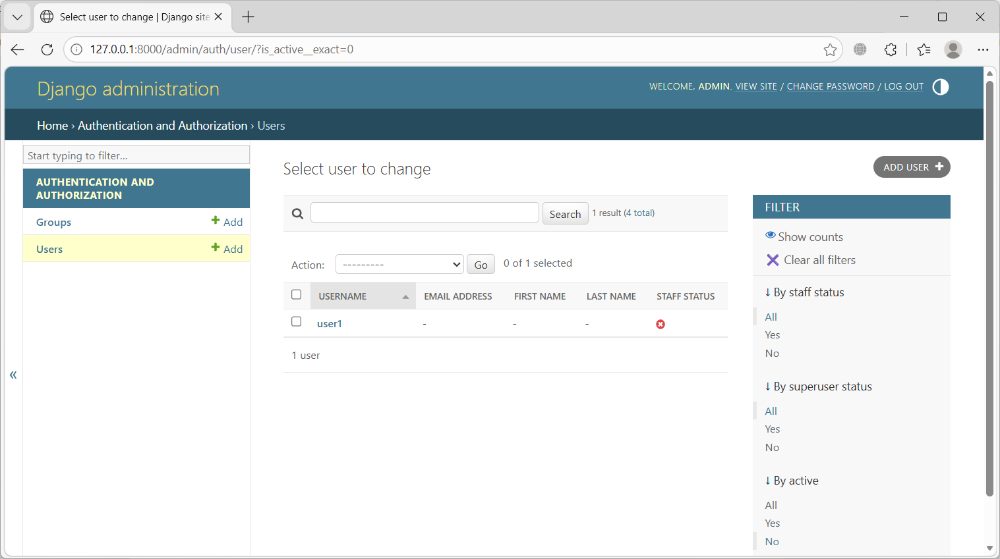 Select user to change | Django site
127.0.0.1:8000/admin/auth/user/?is_active__exact=0
Django administration
WELCOME, ADMIN. VIEW SITE / CHANGE PASSWORD / LOG OUT
Home › Authentication and Authorization › Users
Start typing to filter...
AUTHENTICATION AND
AUTHORIZATION
Groups + Add
Users + Add
«
Select user to change
ADD USER +
Search 1 result (4 total)
Action: --------- Go 0 of 1 selected
USERNAME EMAIL ADDRESS FIRST NAME LAST NAME STAFF STATUS
user1 - - -
1 user
FILTER
Show counts
Clear all filters
↓ By staff status
All
Yes
No
↓ By superuser status
All
Yes
No
↓ By active
All
Yes
No